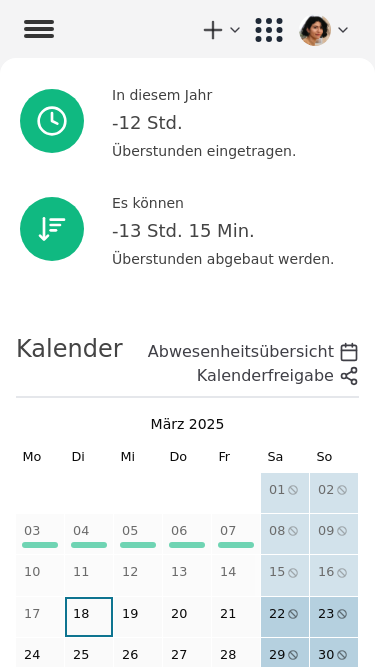 In diesem Jahr
-12 Std.
Überstunden eingetragen.
Es können
-13 Std. 15 Min.
Überstunden abgebaut werden.
Kalender
Abwesenheitsübersicht
Kalenderfreigabe
März 2025
Mo Di Mi Do Fr Sa So
01 02
03 04 05 06 07 08 09
10 11 12 13 14 15 16
17 18 19 20 21 22 23
24 25 26 27 28 29 30